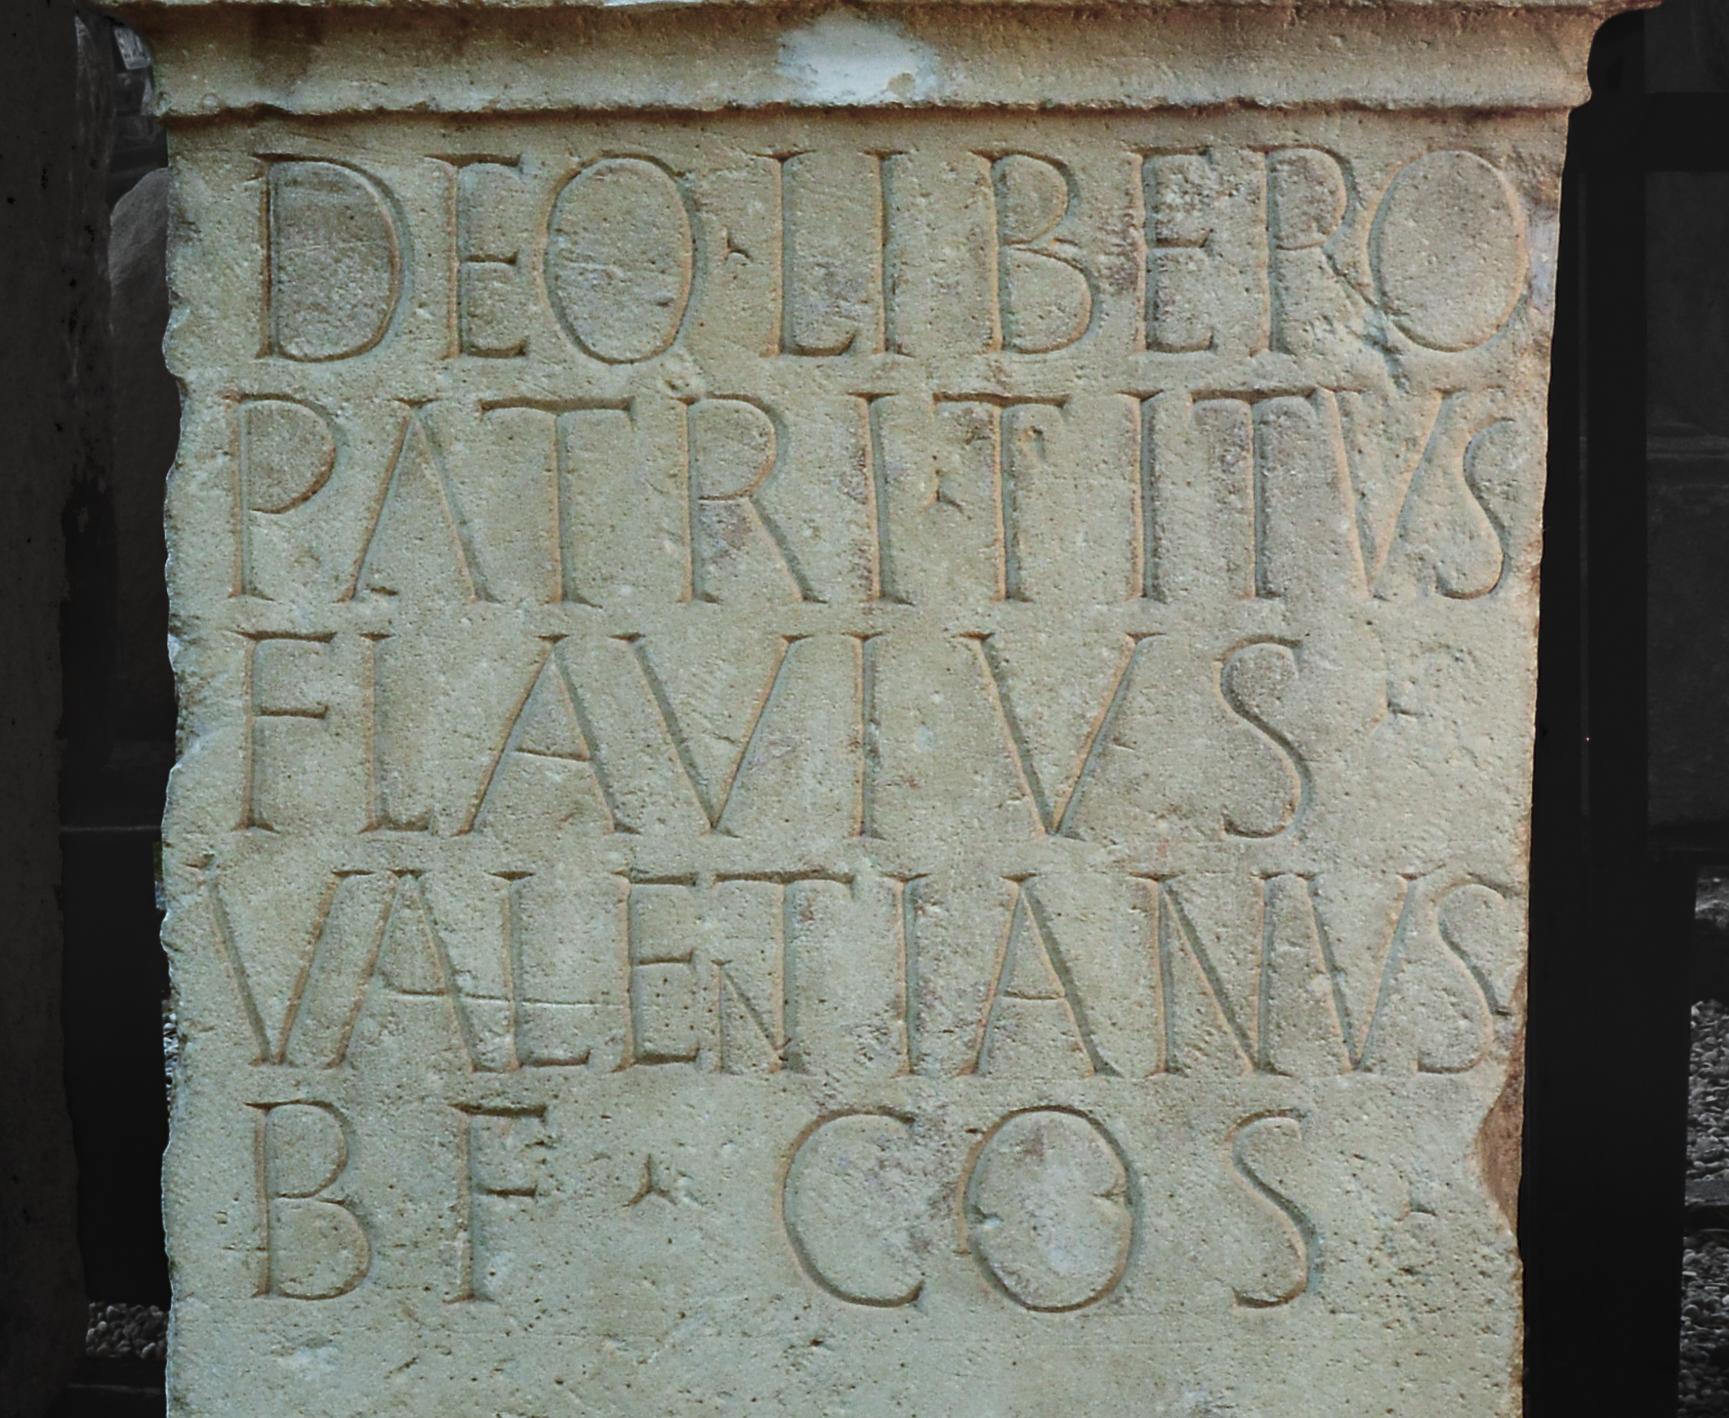 DEO·LIBERO
PATRI·TITVS
FLAVIVS
VALENTIANVS
BF·COS